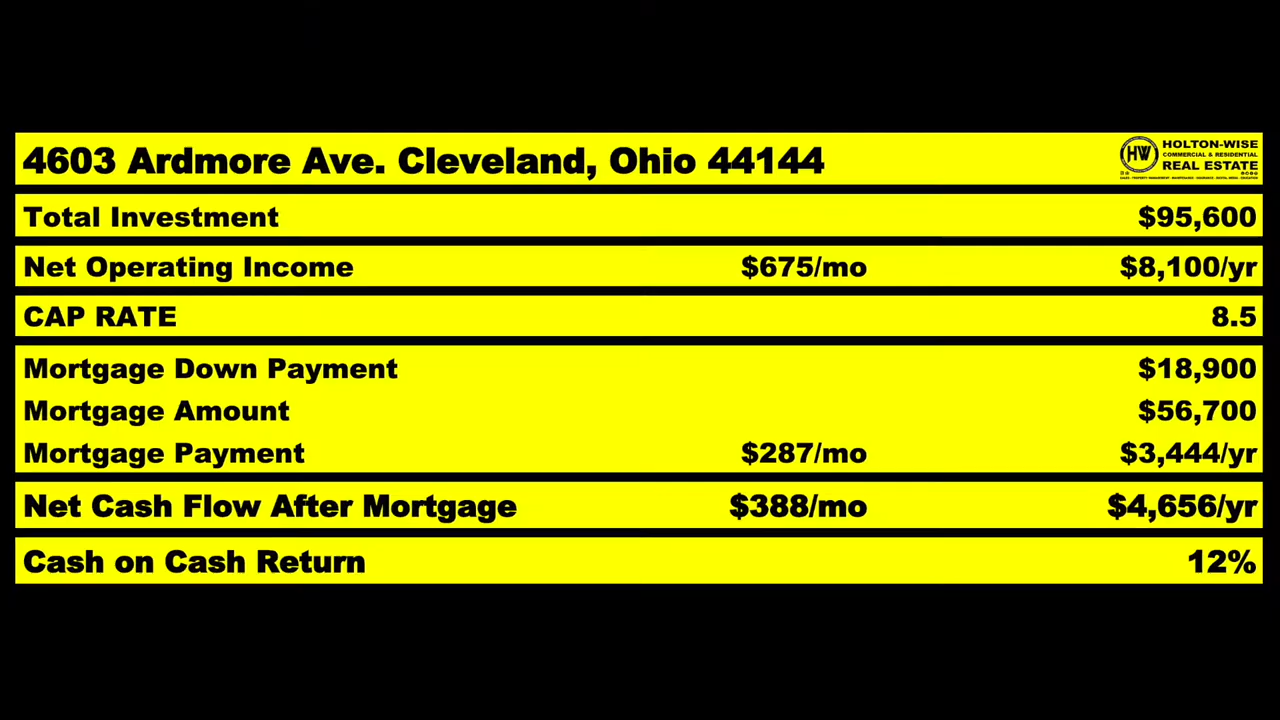 4603 Ardmore Ave. Cleveland, Ohio 44144
HW
HOLTON-WISE
COMMERCIAL & RESIDENTIAL
REAL ESTATE
Total Investment $95,600
Net Operating Income $675/mo $8,100/yr
CAP RATE 8.5
Mortgage Down Payment $18,900
Mortgage Amount $56,700
Mortgage Payment $287/mo $3,444/yr
Net Cash Flow After Mortgage $388/mo $4,656/yr
Cash on Cash Return 12%